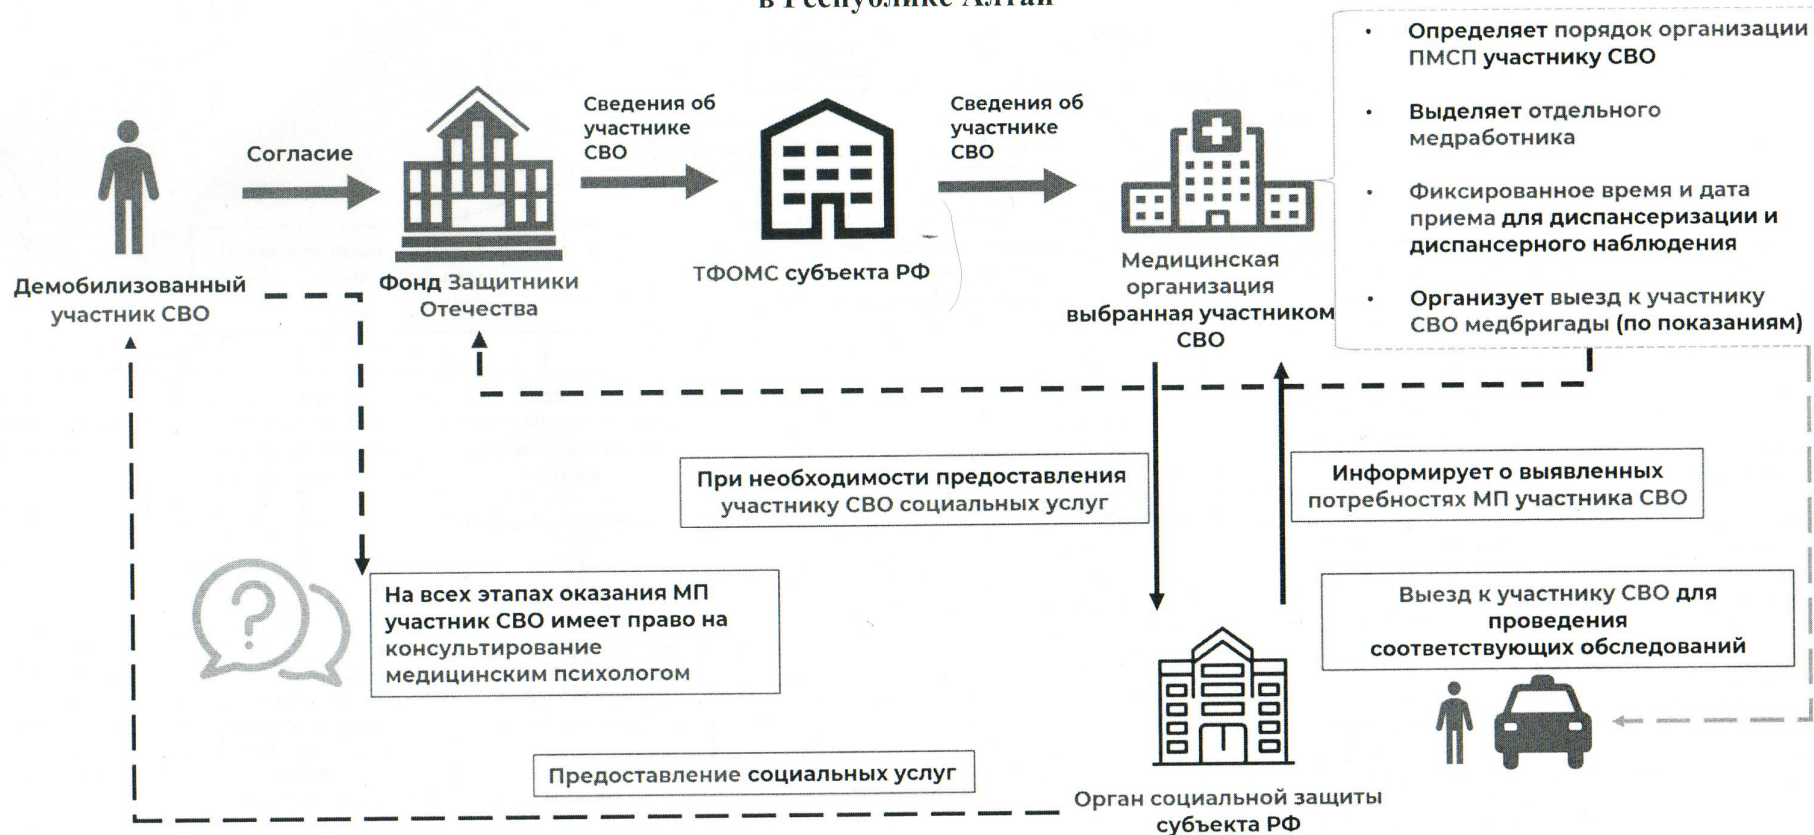 в Республике Алтай
Согласие
Сведения об
участнике
СВО
Сведения об
участнике
СВО
Демобилизованный
участник СВО
Фонд Защитники
Отечества
ТФОМС субъекта РФ
Медицинская
организация
выбранная участником
СВО
• Определяет порядок организации
ПМСП участнику СВО
• Выделяет отдельного
медработника
• Фиксированное время и дата
приема для диспансеризации и
диспансерного наблюдения
• Организует выезд к участнику
СВО медбригады (по показаниям)
При необходимости предоставления
участнику СВО социальных услуг
Информирует о выявленных
потребностях МП участника СВО
На всех этапах оказания МП
участник СВО имеет право на
консультирование
медицинским психологом
?
Выезд к участнику СВО для
проведения
соответствующих обследований
Предоставление социальных услуг
Орган социальной защиты
субъекта РФ